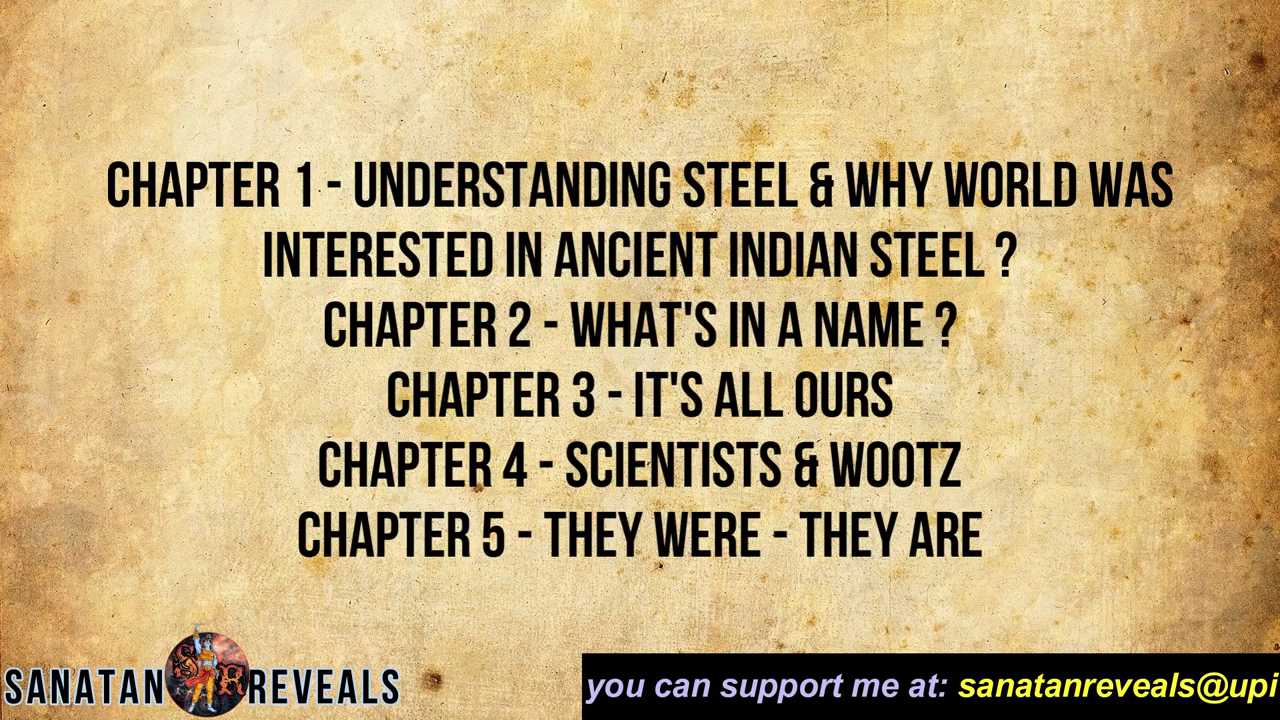 CHAPTER 1 - UNDERSTANDING STEEL & WHY WORLD WAS
INTERESTED IN ANCIENT INDIAN STEEL ?
CHAPTER 2 - WHAT'S IN A NAME ?
CHAPTER 3 - IT'S ALL OURS
CHAPTER 4 - SCIENTISTS & WOOTZ
CHAPTER 5 - THEY WERE - THEY ARE
SANATAN SR REVEALS
you can support me at: sanatanreveals@upi